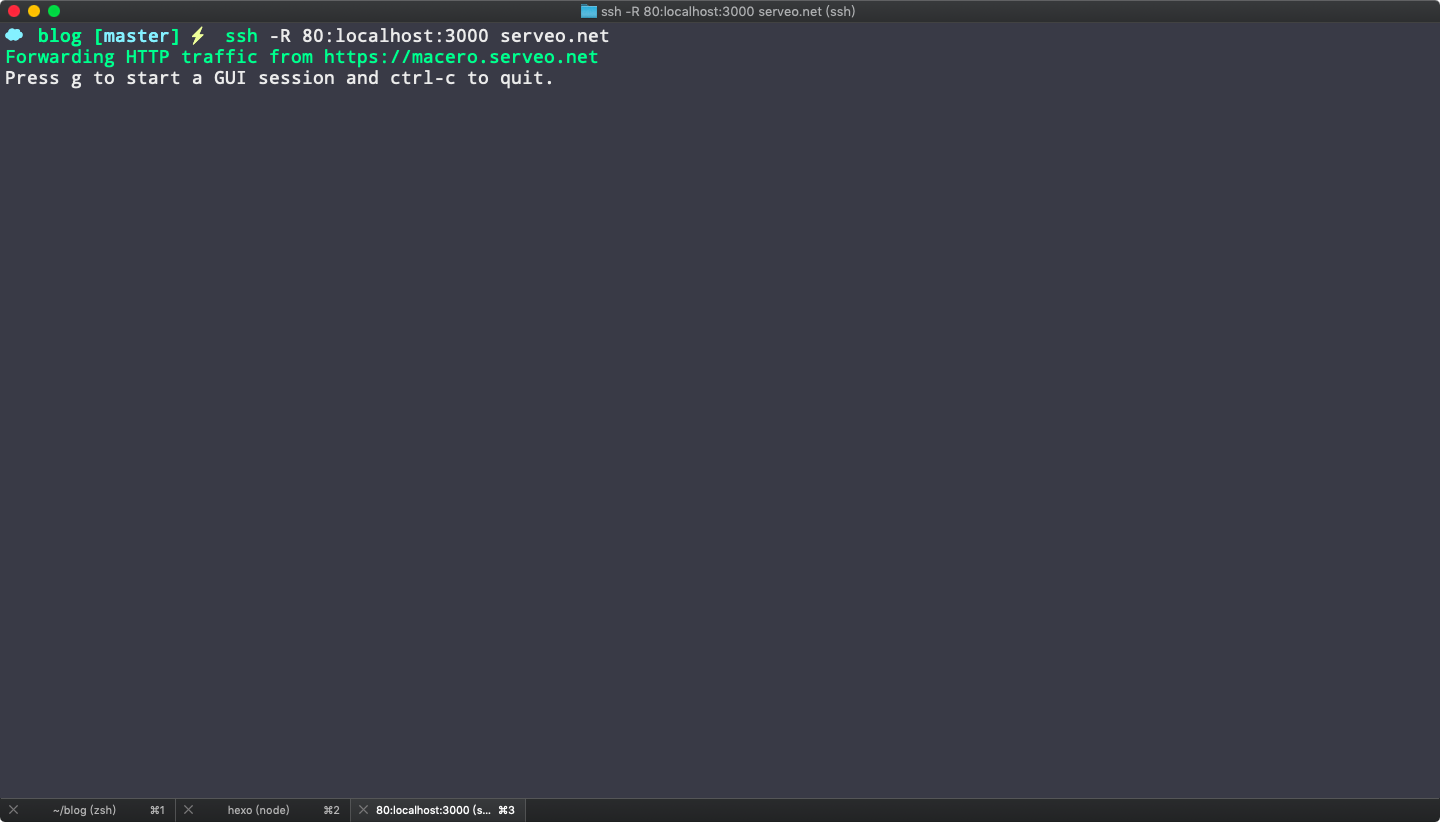 ssh -R 80:localhost:3000 serveo.net (ssh)
blog [master] ⚡ ssh -R 80:localhost:3000 serveo.net
Forwarding HTTP traffic from https://macero.serveo.net
Press g to start a GUI session and ctrl-c to quit.
~/blog (zsh) ⌘1 hexo (node) ⌘2 80:localhost:3000 (s... ⌘3